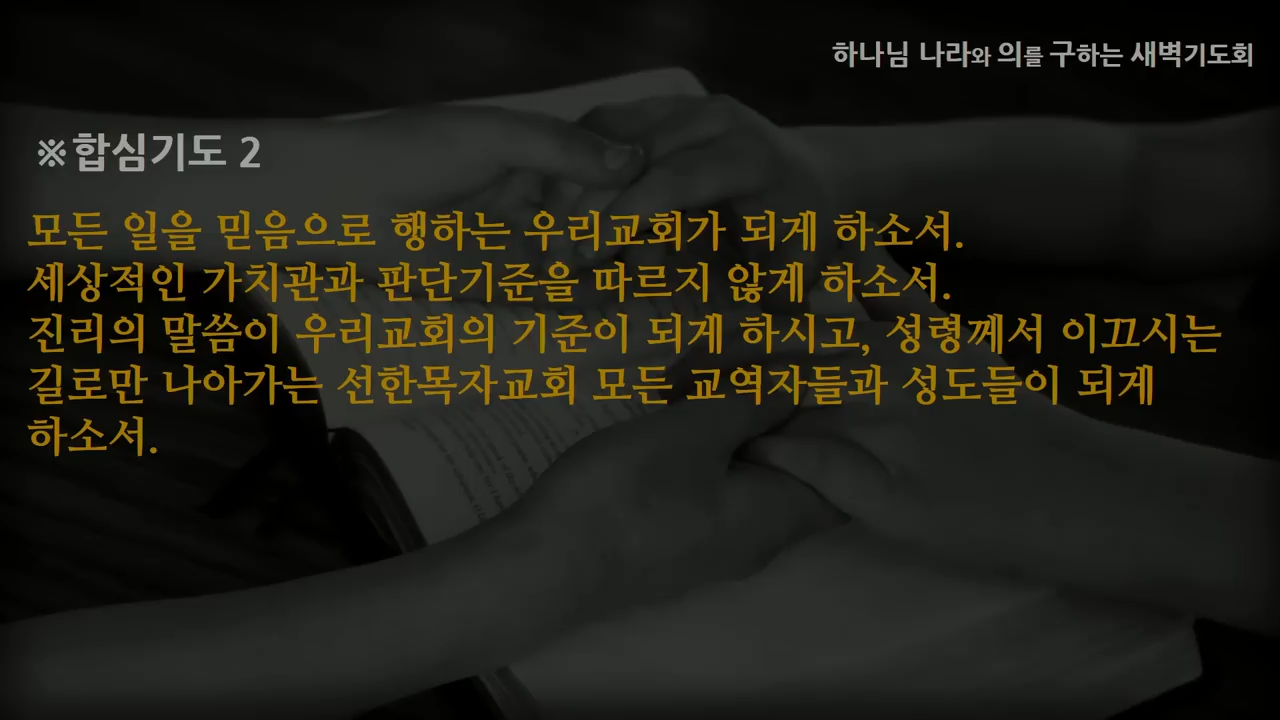 하나님 나라와 의를 구하는 새벽기도회
※합심기도 2
모든 일을 믿음으로 행하는 우리교회가 되게 하소서.
세상적인 가치관과 판단기준을 따르지 않게 하소서.
진리의 말씀이 우리교회의 기준이 되게 하시고, 성령께서 이끄시는
길로만 나아가는 선한목자교회 모든 교역자들과 성도들이 되게
하소서.